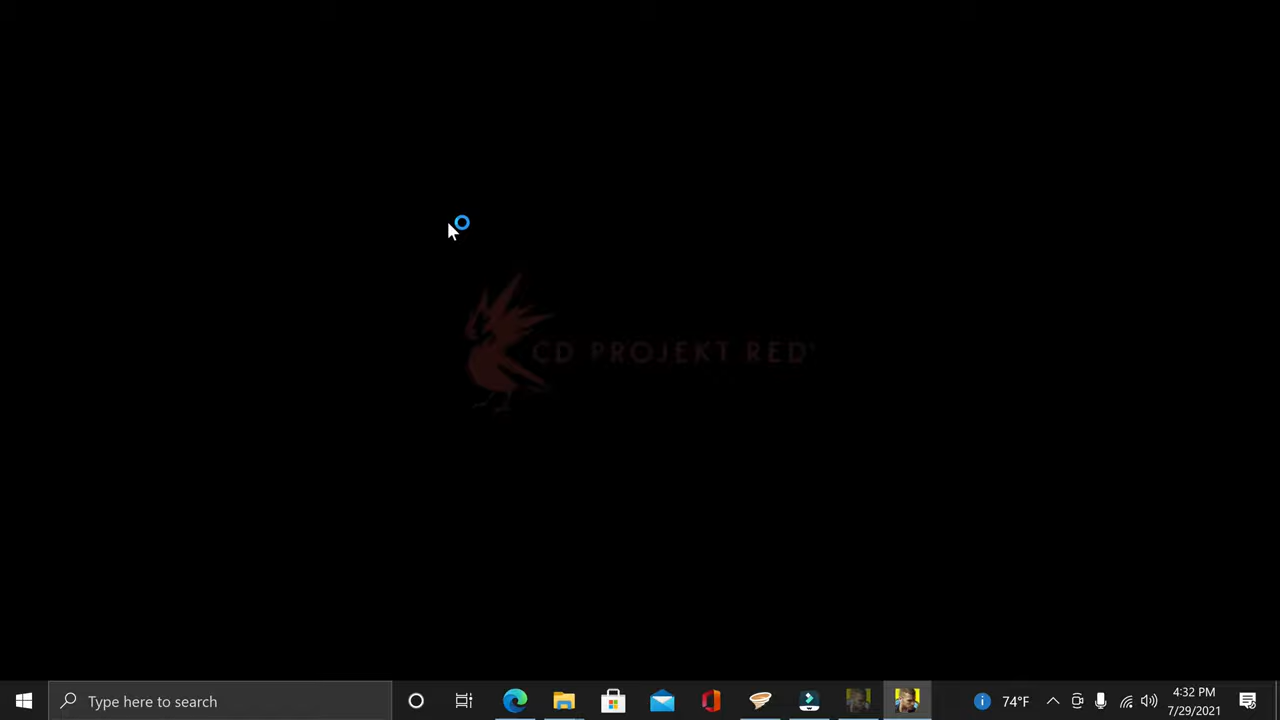 CD PROJEKT RED®
Type here to search
74°F
4:32 PM
7/29/2021